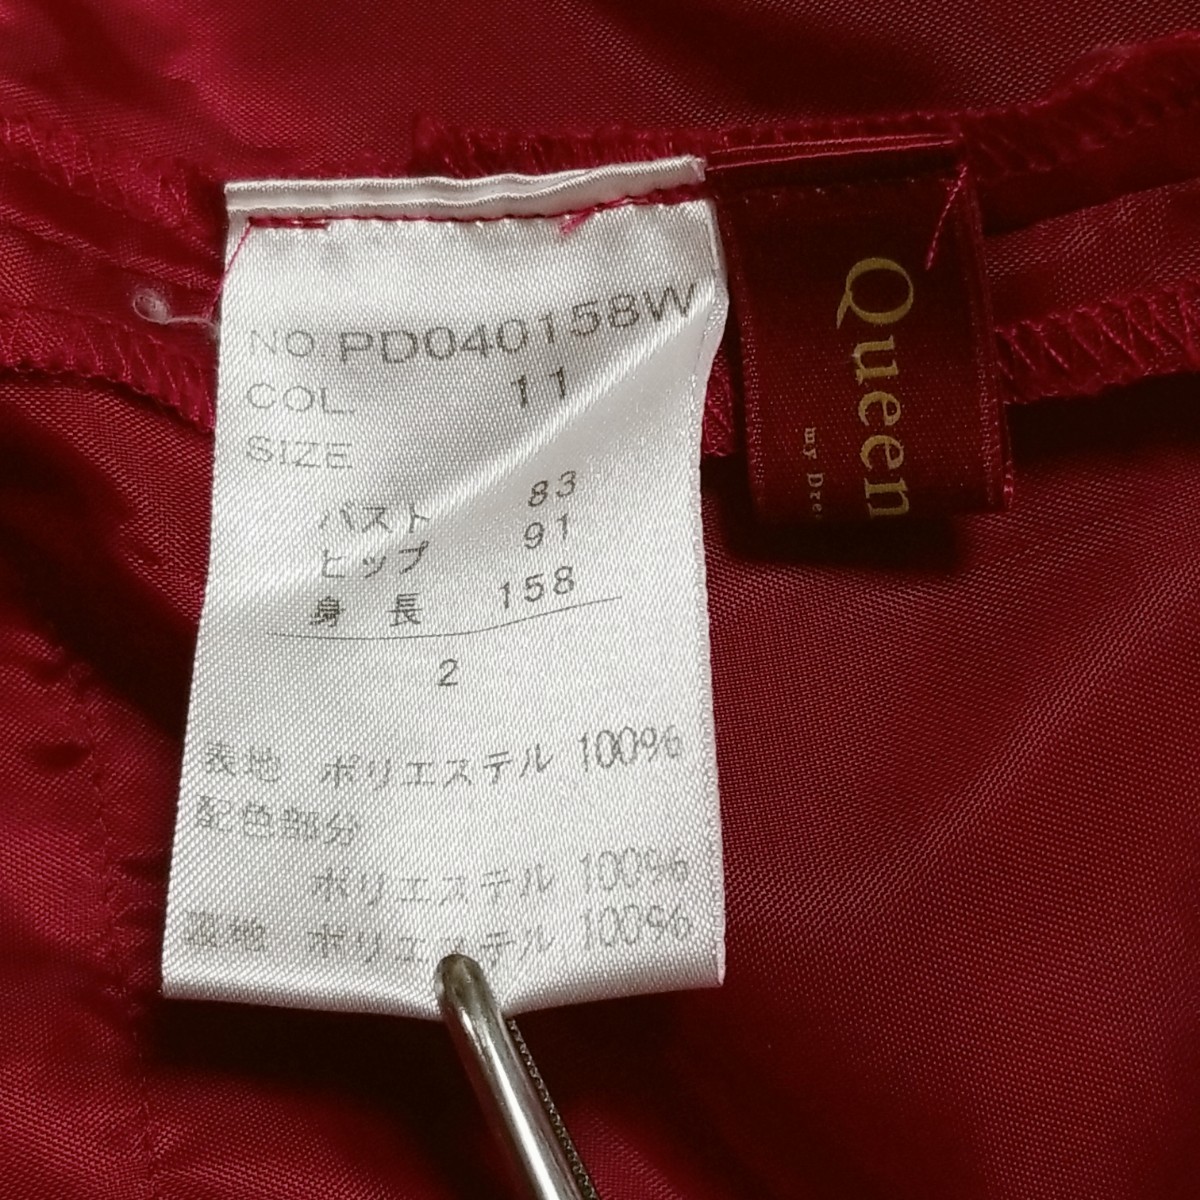 NO. PD040158W
COL. 11
SIZE
バスト 83
ヒップ 91
身長 158
2
表地 ポリエステル 100%
配色部分
ポリエステル 100%
裏地 ポリエステル 100%
Queen
my